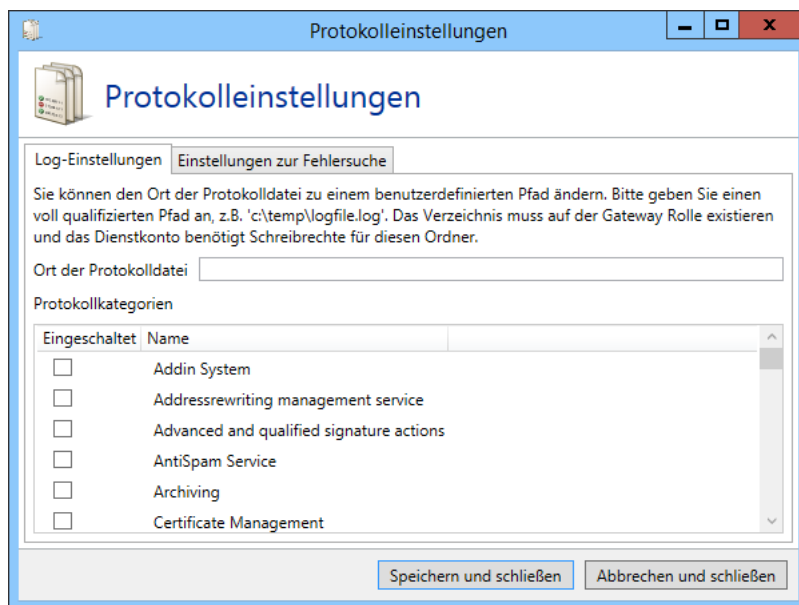 Protokolleinstellungen
Protokolleinstellungen
Log-Einstellungen Einstellungen zur Fehlersuche
Sie können den Ort der Protokolldatei zu einem benutzerdefinierten Pfad ändern. Bitte geben Sie einen
voll qualifizierten Pfad an, z.B. 'c:\temp\logfile.log'. Das Verzeichnis muss auf der Gateway Rolle existieren
und das Dienstkonto benötigt Schreibrechte für diesen Ordner.
Ort der Protokolldatei
Protokollkategorien
Eingeschaltet Name
Addin System
Addressrewriting management service
Advanced and qualified signature actions
AntiSpam Service
Archiving
Certificate Management
Speichern und schließen Abbrechen und schließen